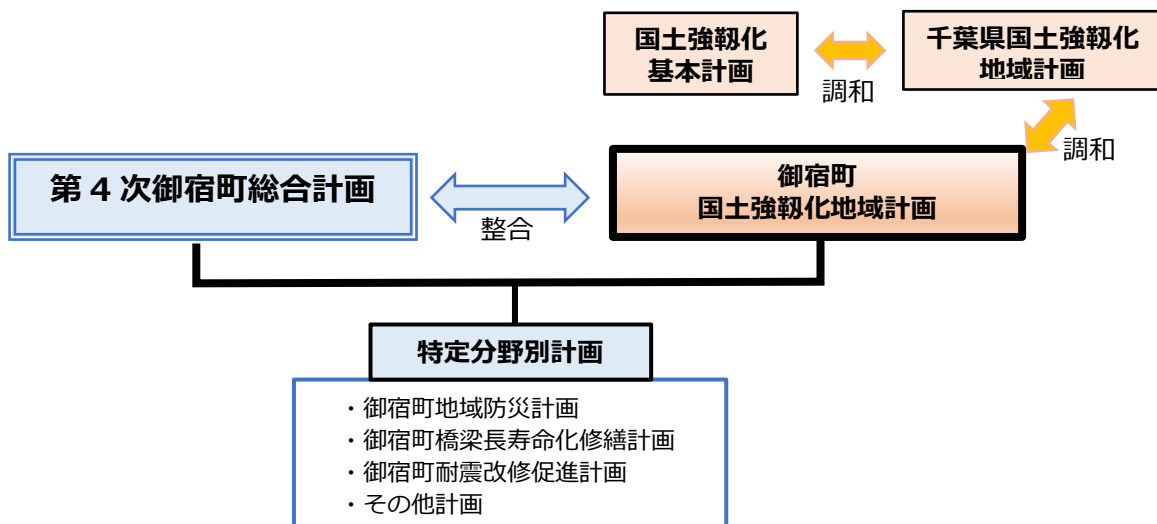 国土強靱化
基本計画
調和
千葉県国土強靱化
地域計画
調和
第4次御宿町総合計画
整合
御宿町
国土強靱化地域計画
特定分野別計画
・御宿町地域防災計画
・御宿町橋梁長寿命化修繕計画
・御宿町耐震改修促進計画
・その他計画